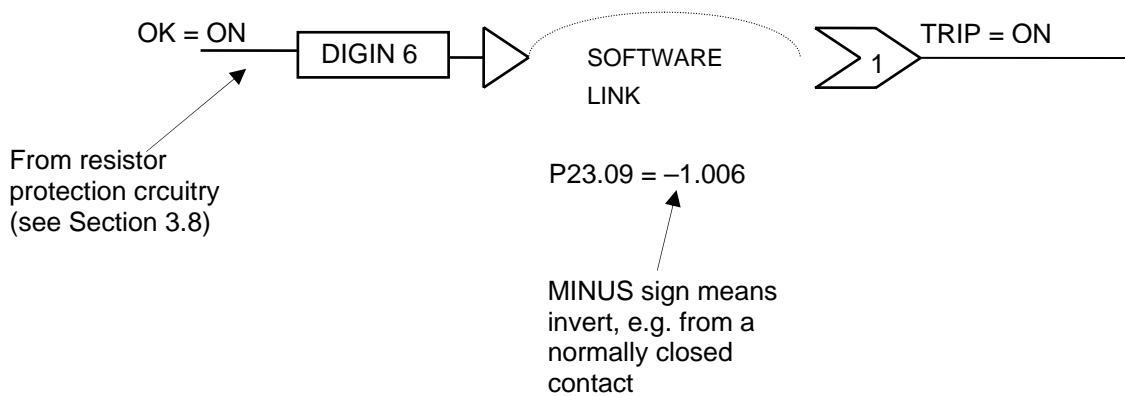 OK = ON
DIGIN 6
SOFTWARE
LINK
1
TRIP = ON
From resistor
protection crcuitry
(see Section 3.8)
P23.09 = –1.006
MINUS sign means
invert, e.g. from a
normally closed
contact